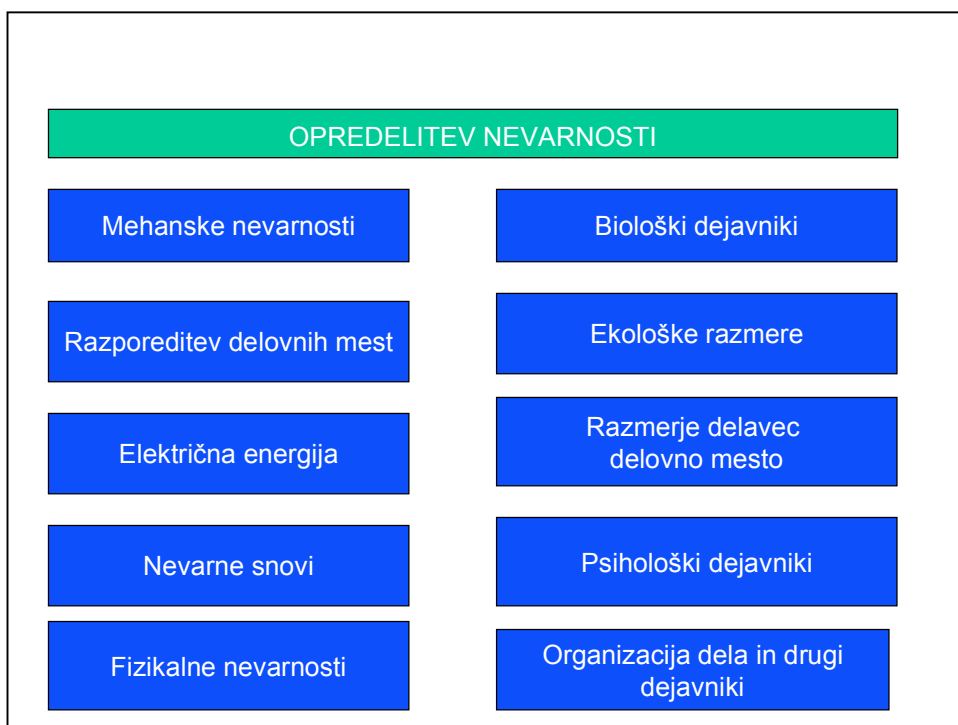 OPREDELITEV NEVARNOSTI
Mehanske nevarnosti
Razporeditev delovnih mest
Električna energija
Nevarne snovi
Fizikalne nevarnosti
Biološki dejavniki
Ekološke razmere
Razmerje delavec
delovno mesto
Psihološki dejavniki
Organizacija dela in drugi
dejavniki